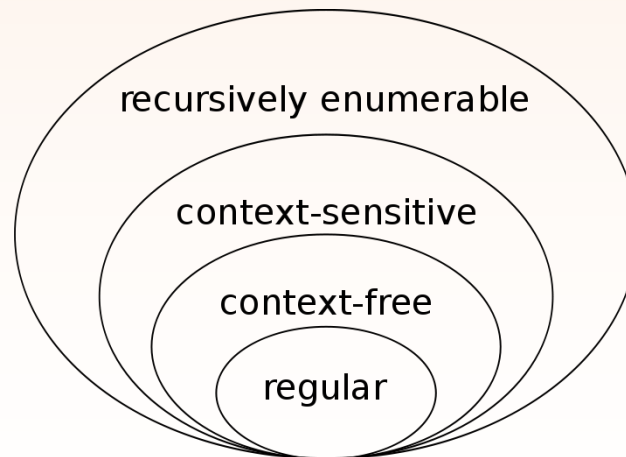 recursively enumerable
context-sensitive
context-free
regular